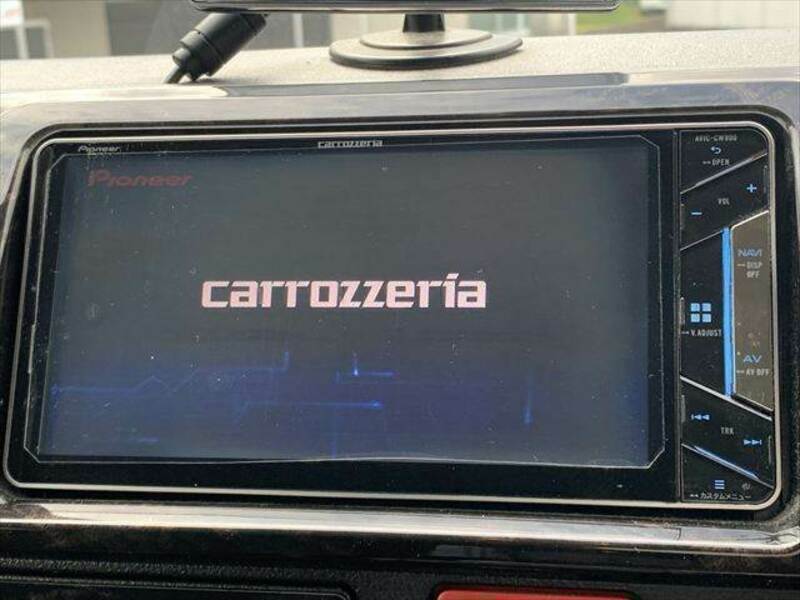 Pioneer
carrozzeria
AVIC-CW900
OPEN
Pioneer
+
VOL
−
NAVI
DISP
OFF
carrozzeria
V.ADJUST
AV
AV OFF
TRK
カスタムメニュー